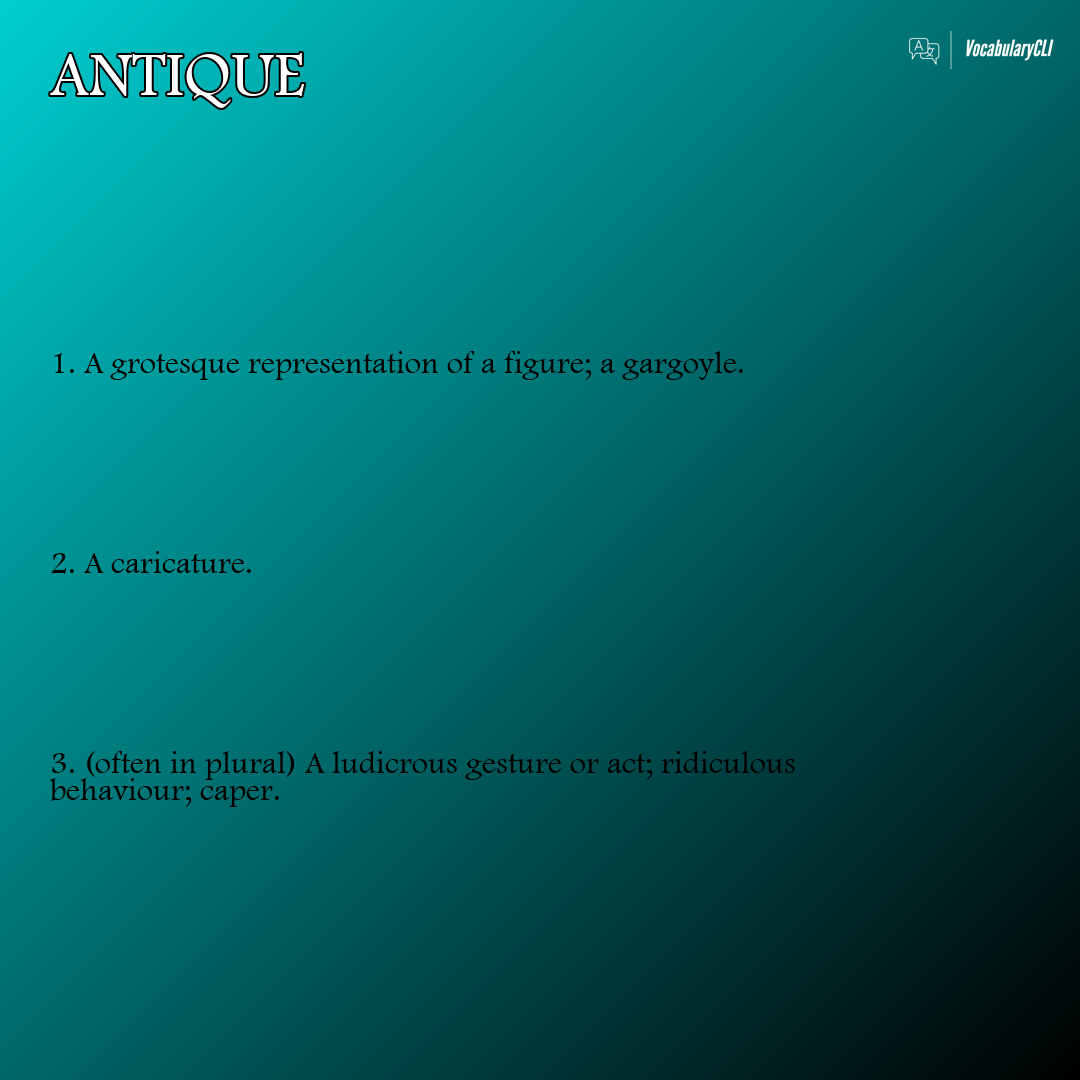 ANTIQUE
VocabularyCLI
1. A grotesque representation of a figure; a gargoyle.
2. A caricature.
3. (often in plural) A ludicrous gesture or act; ridiculous
behaviour; caper.